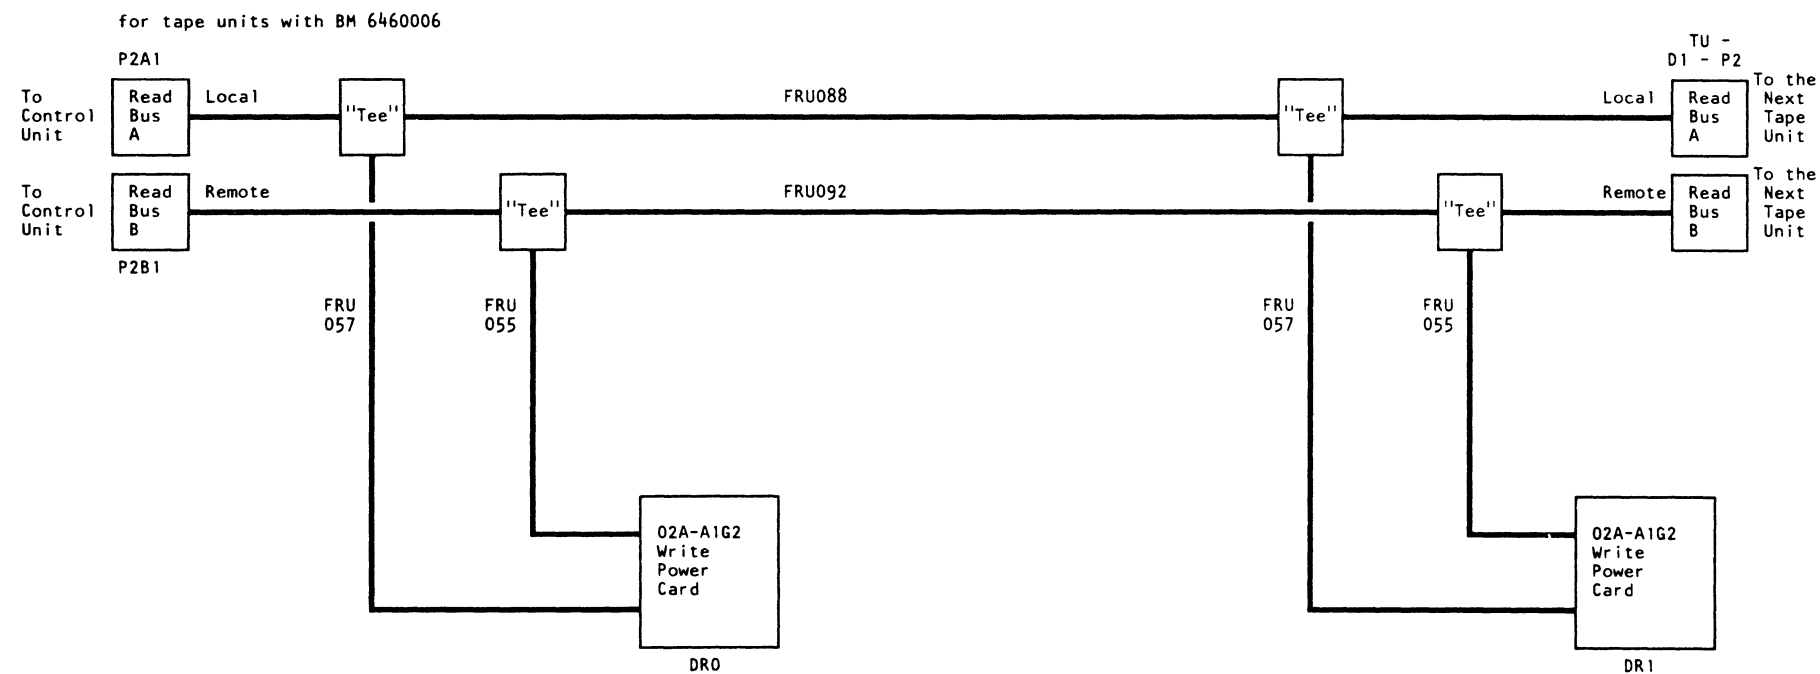 for tape units with BM 6460006
P2A1
To
Control
Unit
Read
Bus
A
Local
"Tee"
FRU088
"Tee"
Local
TU -
D1 - P2
Read
Bus
A
To the
Next
Tape
Unit
To
Control
Unit
Read
Bus
B
P2B1
Remote
"Tee"
FRU092
"Tee"
Remote
Read
Bus
B
To the
Next
Tape
Unit
FRU
057
FRU
055
FRU
057
FRU
055
02A-A1G2
Write
Power
Card
DR0
02A-A1G2
Write
Power
Card
DR1